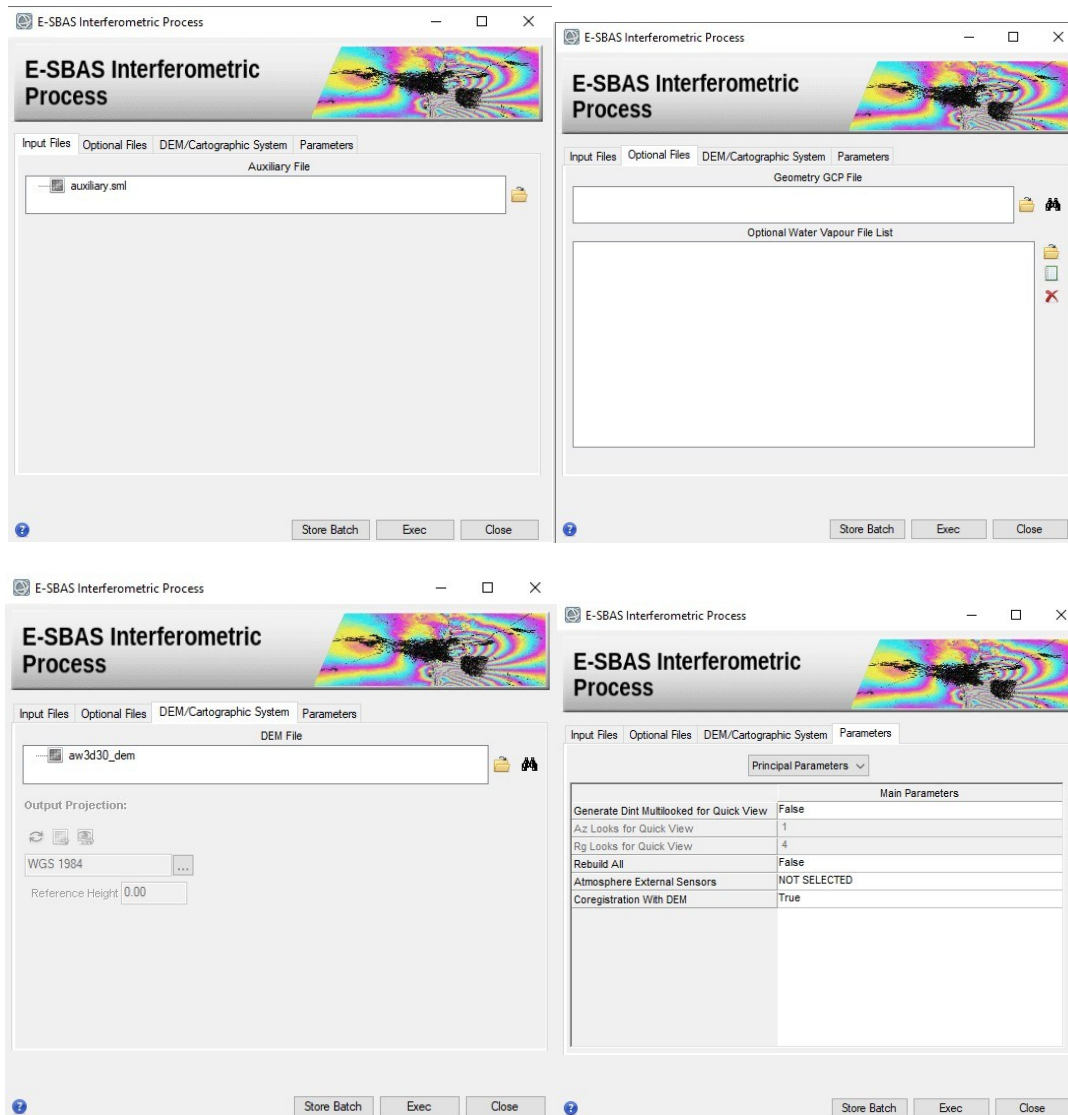 E-SBAS Interferometric Process
E-SBAS Interferometric
Process
Input Files Optional Files DEM/Cartographic System Parameters
Auxiliary File
auxiliary.sml
Store Batch Exec Close
E-SBAS Interferometric Process
E-SBAS Interferometric
Process
Input Files Optional Files DEM/Cartographic System Parameters
Geometry GCP File
Optional Water Vapour File List
Store Batch Exec Close
E-SBAS Interferometric Process
E-SBAS Interferometric
Process
Input Files Optional Files DEM/Cartographic System Parameters
DEM File
aw3d30_dem
Output Projection:
WGS 1984 ...
Reference Height 0.00
Store Batch Exec Close
E-SBAS Interferometric Process
E-SBAS Interferometric
Process
Input Files Optional Files DEM/Cartographic System Parameters
Principal Parameters
Main Parameters
Generate Dint Multilooked for Quick View False
Az Looks for Quick View 1
Rg Looks for Quick View 4
Rebuild All False
Atmosphere External Sensors NOT SELECTED
Coregistration With DEM True
Store Batch Exec Close